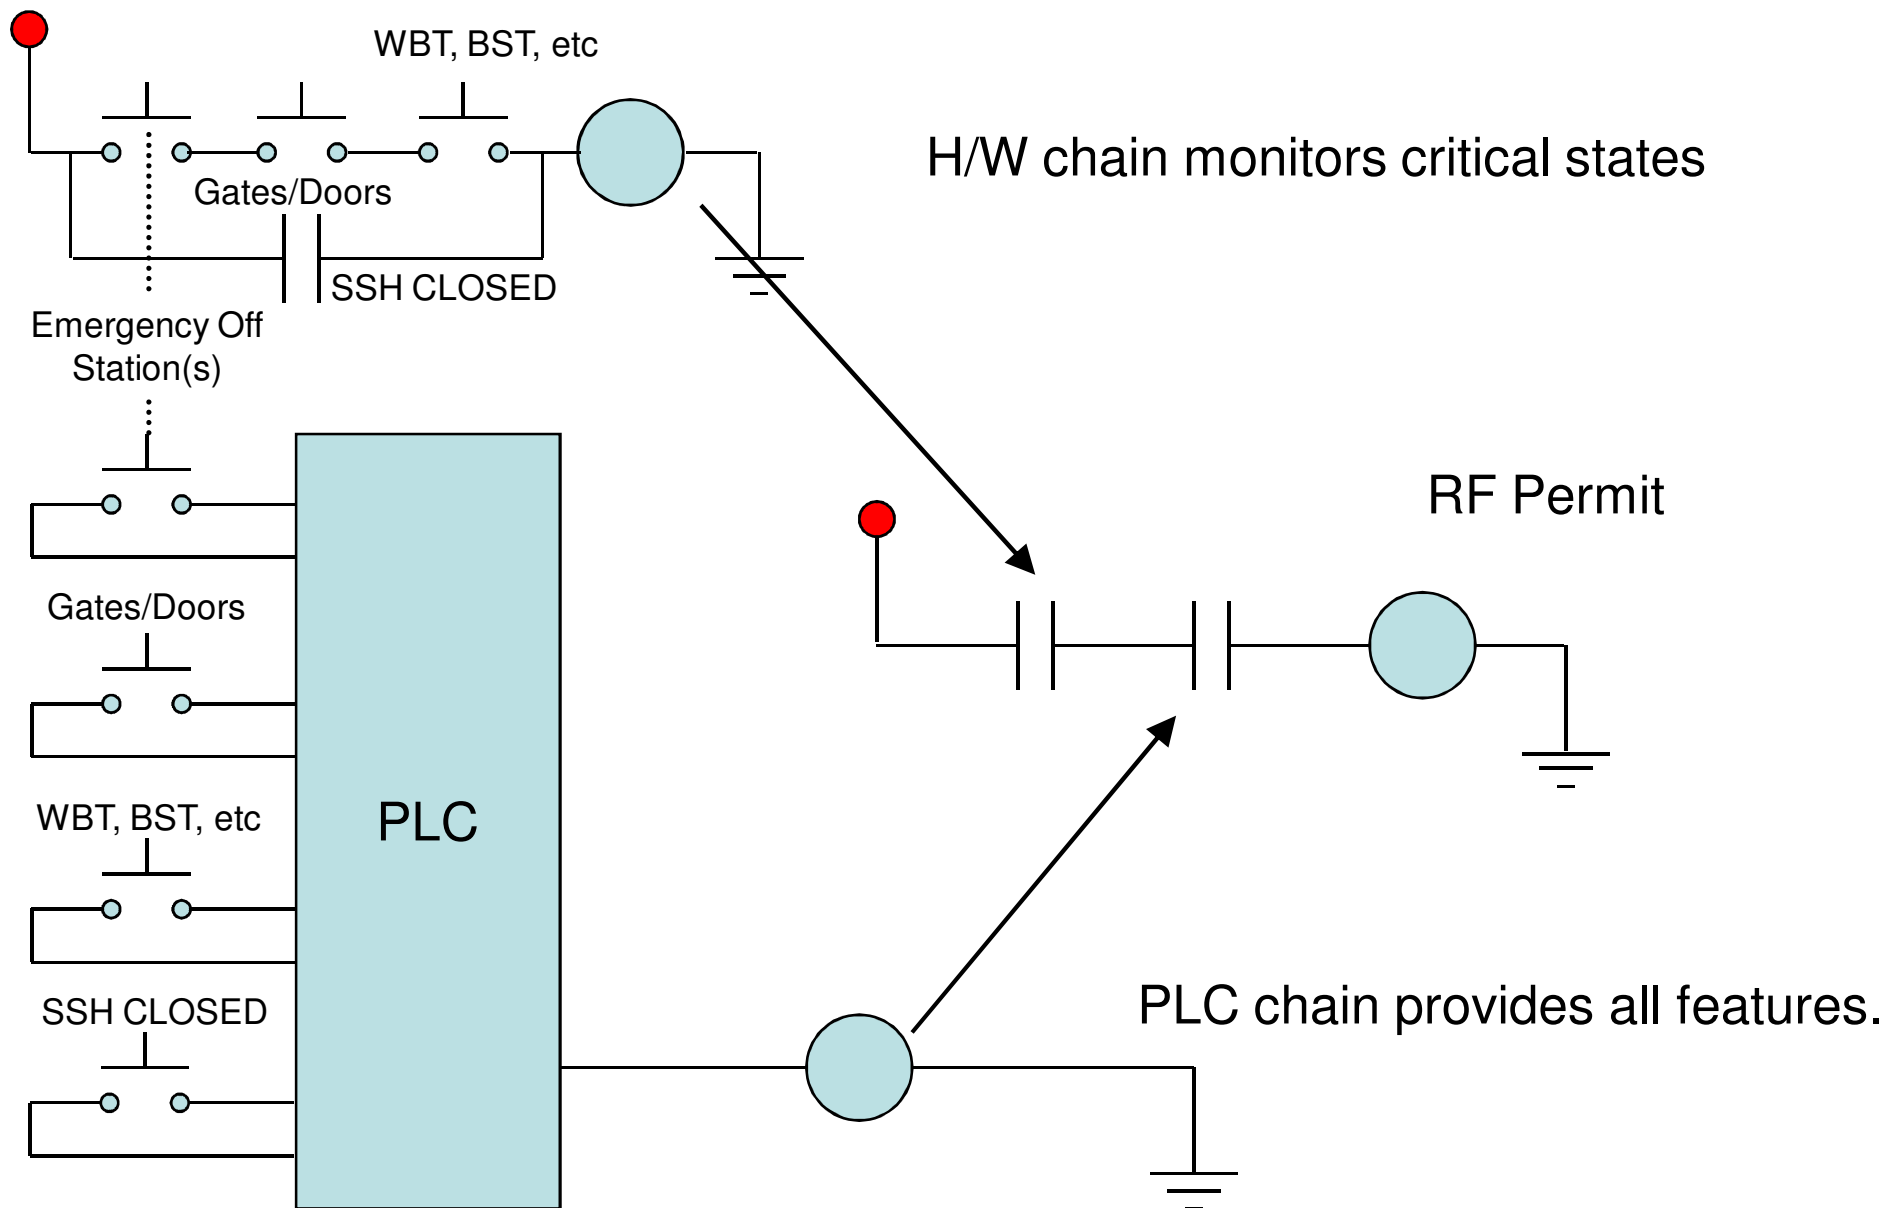 WBT, BST, etc
H/W chain monitors critical states
Gates/Doors
SSH CLOSED
Emergency Off
Station(s)
RF Permit
Gates/Doors
WBT, BST, etc
PLC
SSH CLOSED
PLC chain provides all features.